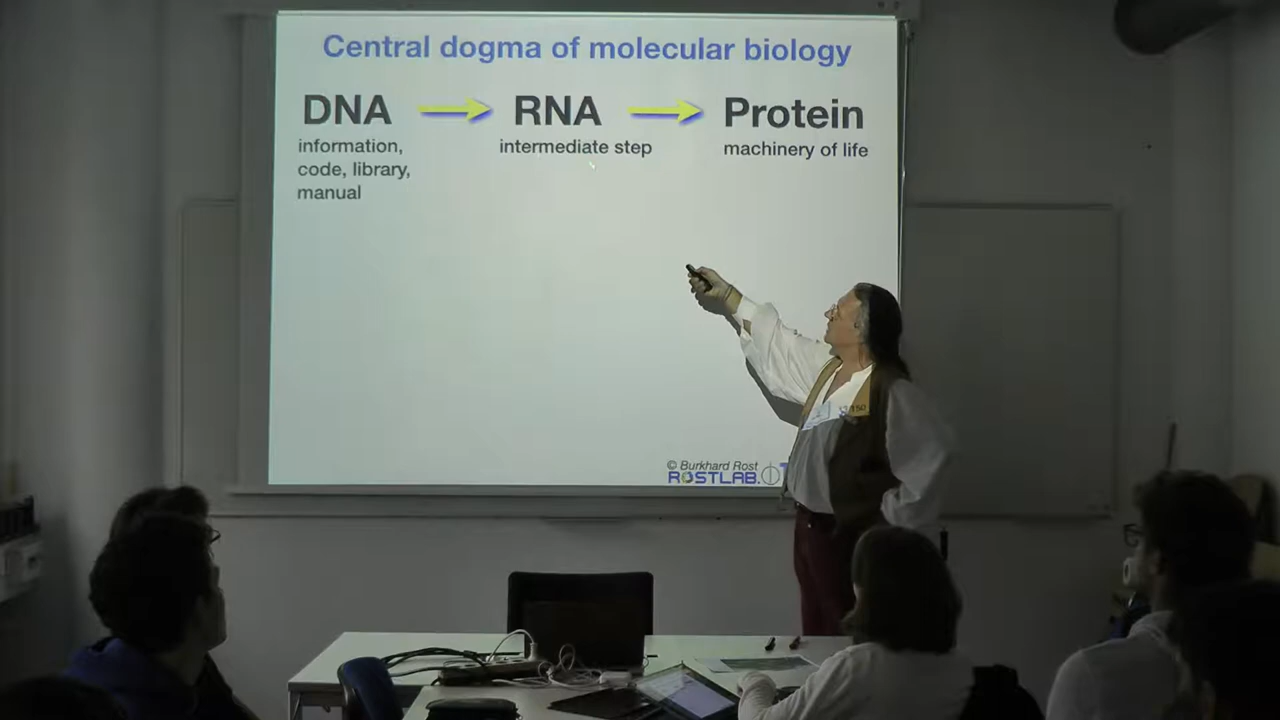 Central dogma of molecular biology
DNA RNA Protein
information, intermediate step machinery of life
code, library,
manual
© Burkhard Rost
ROSTLAB.